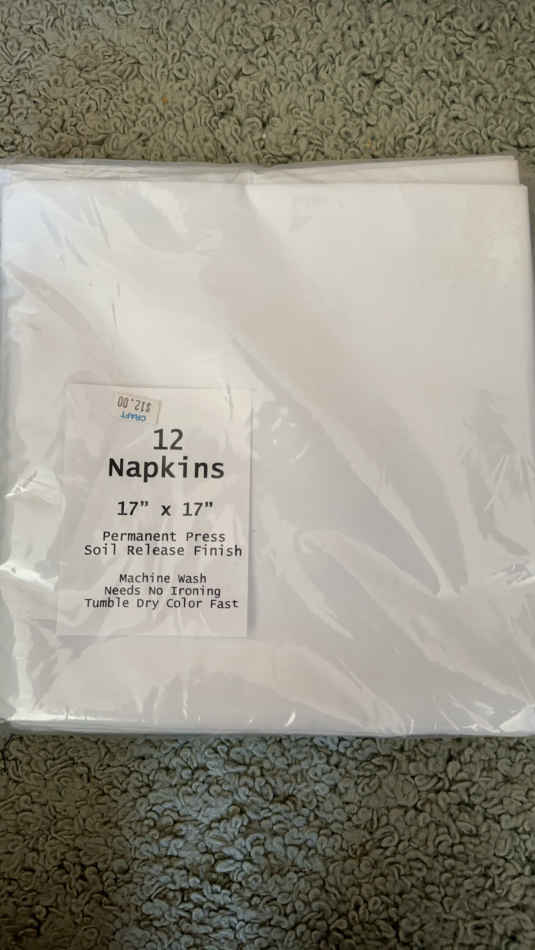 CRAFT
$12.00
12
Napkins
17” x 17”
Permanent Press
Soil Release Finish
Machine Wash
Needs No Ironing
Tumble Dry Color Fast